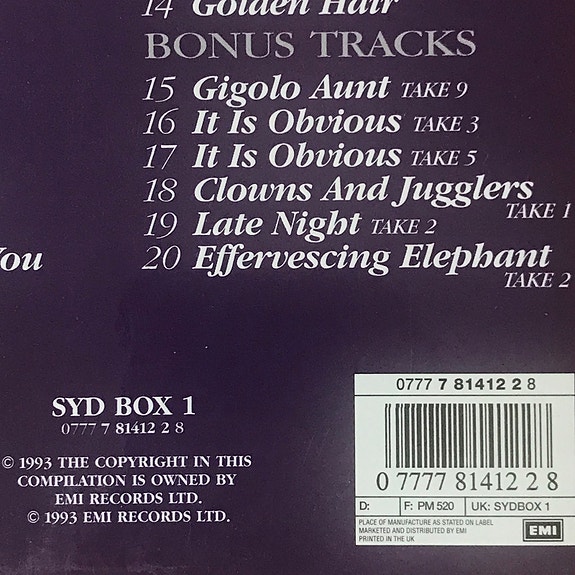 14 Golden Hair
BONUS TRACKS
15 Gigolo Aunt TAKE 9
16 It Is Obvious TAKE 3
17 It Is Obvious TAKE 5
18 Clowns And Jugglers
TAKE 1
19 Late Night TAKE 2
You
20 Effervescing Elephant
TAKE 2
SYD BOX 1
0777 7 81412 2 8
© 1993 THE COPYRIGHT IN THIS
COMPILATION IS OWNED BY
EMI RECORDS LTD.
© 1993 EMI RECORDS LTD.
0777 7 81412 2 8
0 7777 81412 2 8
D: F: PM 520 UK: SYDBOX 1
PLACE OF MANUFACTURE AS STATED ON LABEL
MARKETED AND DISTRIBUTED BY EMI
PRINTED IN THE UK
EMI